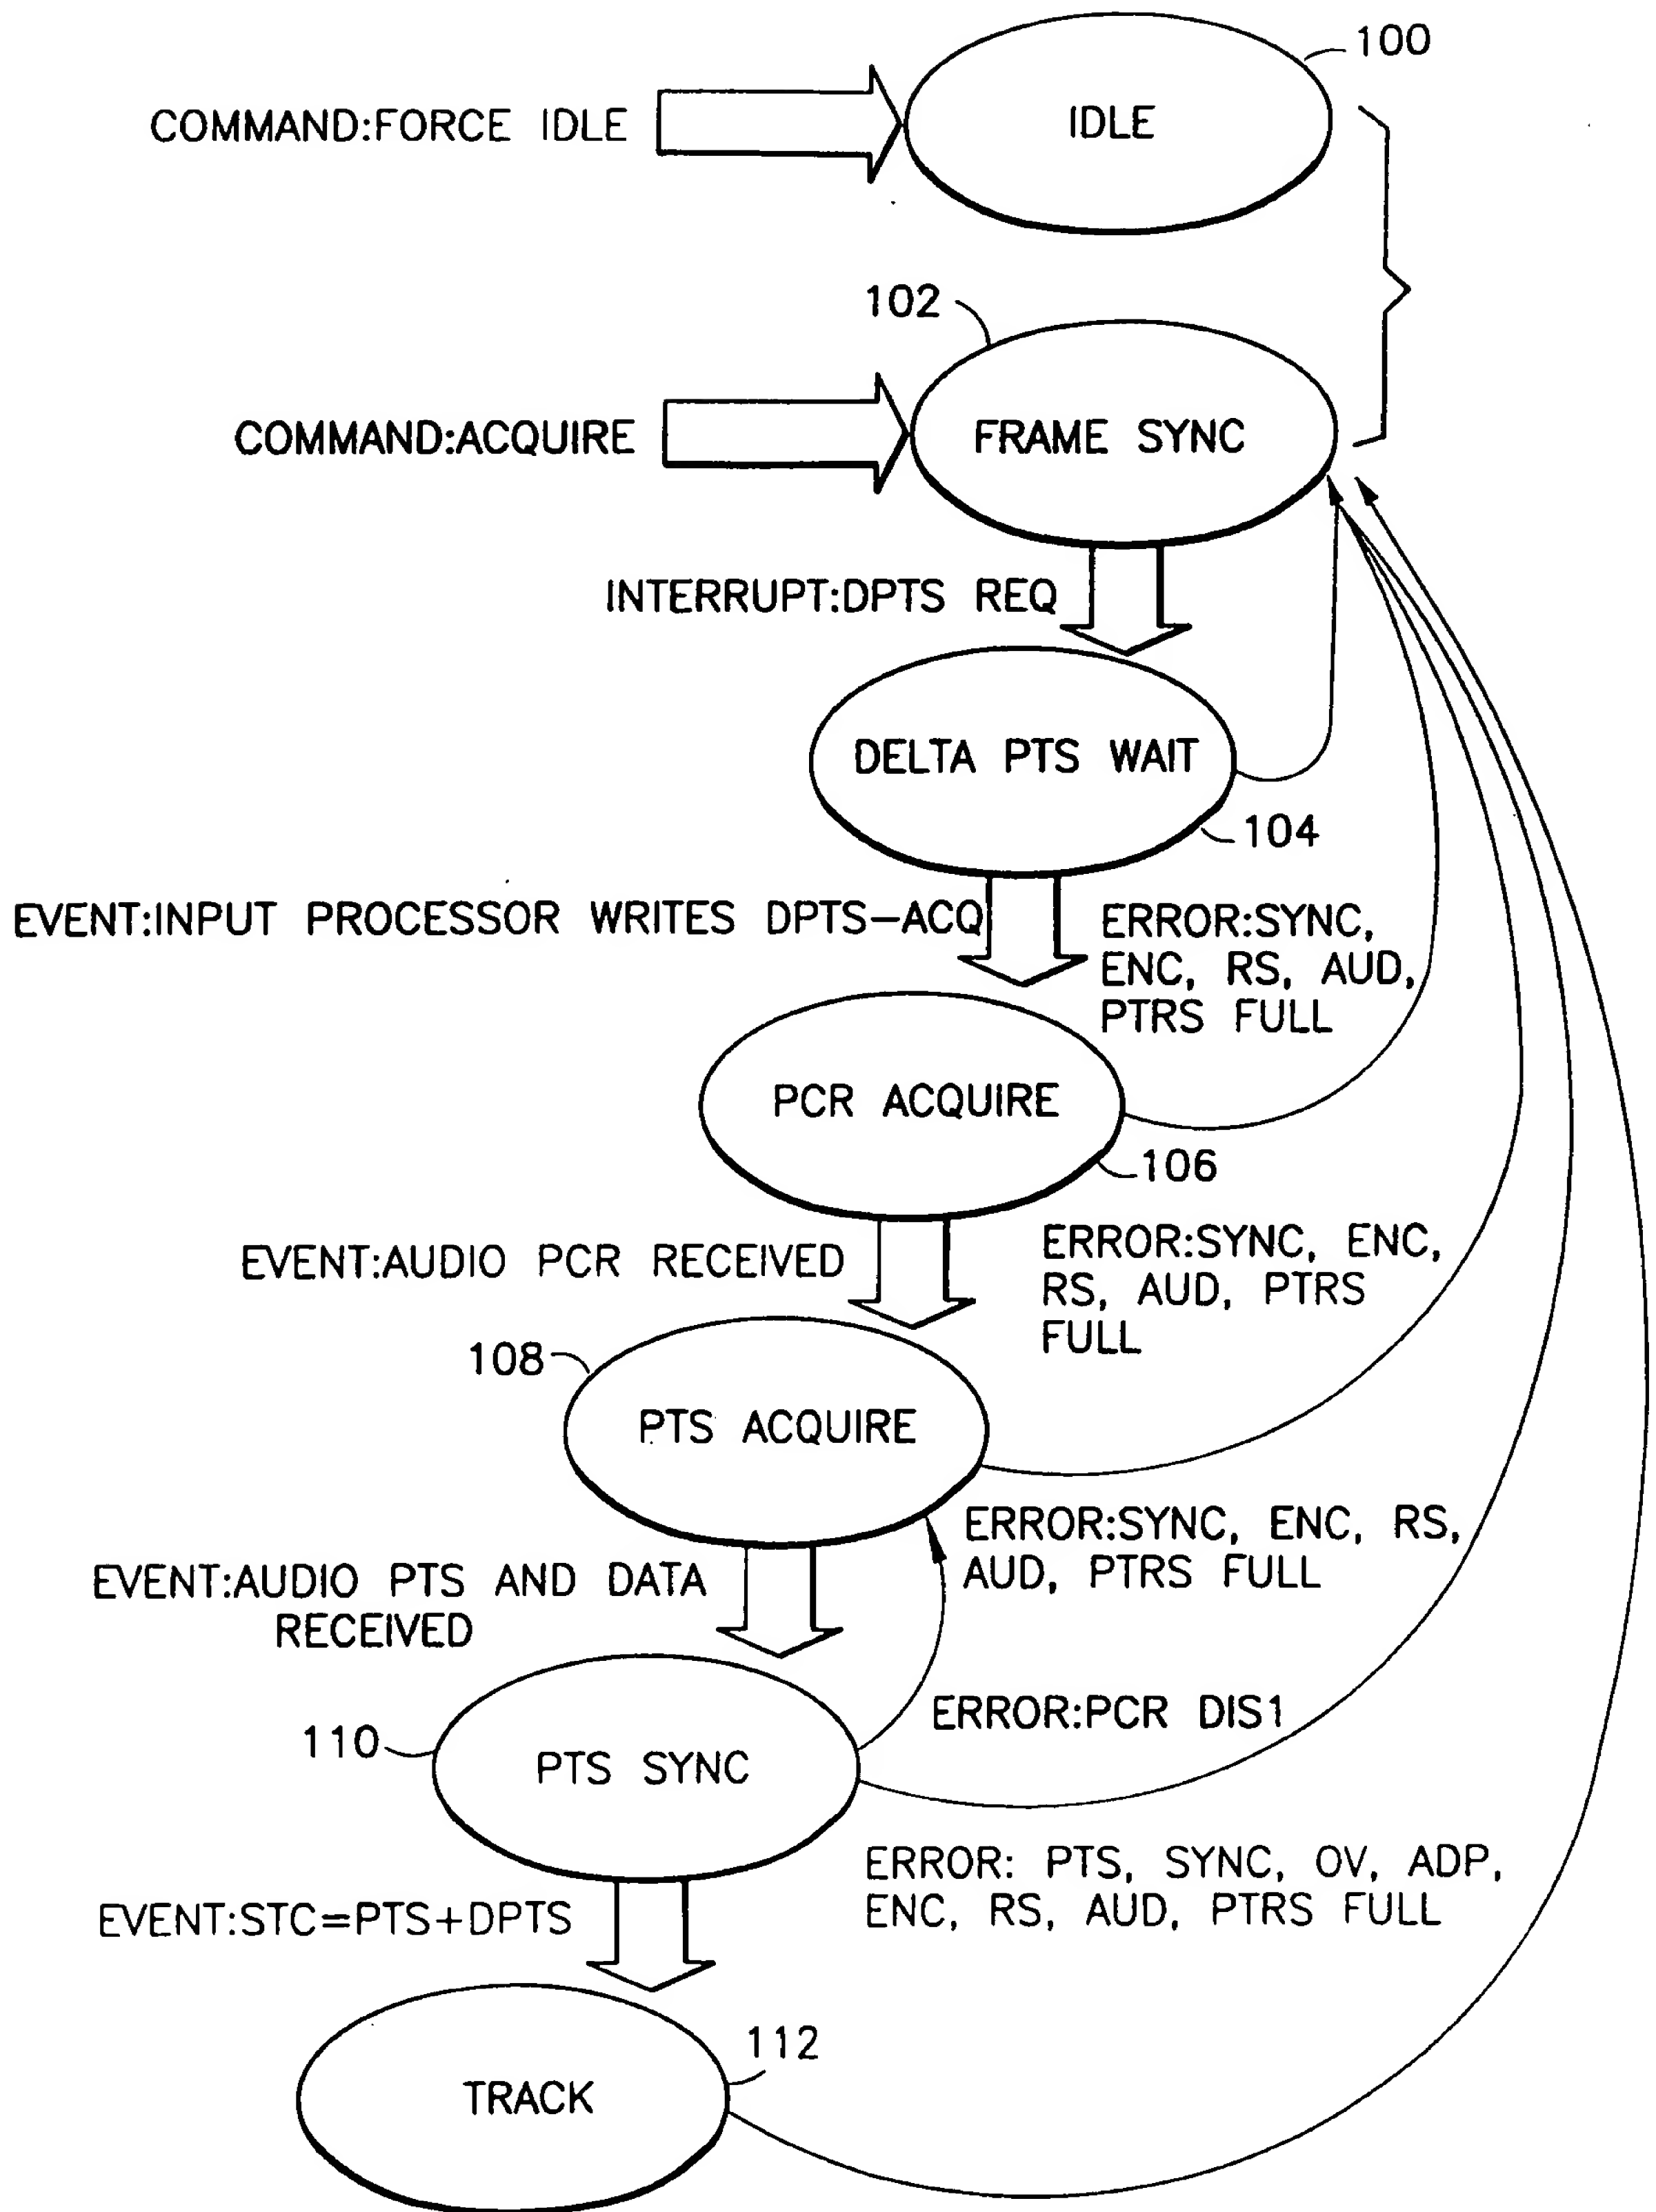 100
COMMAND:FORCE IDLE
IDLE
102
COMMAND:ACQUIRE
FRAME SYNC
INTERRUPT:DPTS REQ
DELTA PTS WAIT
104
EVENT:INPUT PROCESSOR WRITES DPTS-ACQ
ERROR:SYNC,
ENC, RS, AUD,
PTRS FULL
PCR ACQUIRE
106
EVENT:AUDIO PCR RECEIVED
ERROR:SYNC, ENC,
RS, AUD, PTRS
FULL
108
PTS ACQUIRE
ERROR:SYNC, ENC, RS,
AUD, PTRS FULL
EVENT:AUDIO PTS AND DATA
RECEIVED
ERROR:PCR DIS1
110
PTS SYNC
ERROR: PTS, SYNC, OV, ADP,
ENC, RS, AUD, PTRS FULL
EVENT:STC=PTS+DPTS
112
TRACK